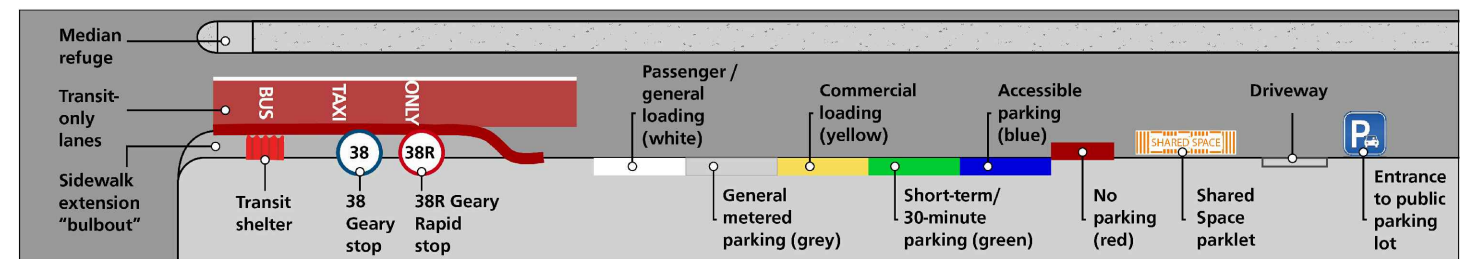 Median
refuge
Transit-
only
lanes
Sidewalk
extension
“bulbout”
BUS
TAXI
ONLY
Transit
shelter
38
38
Geary
stop
38R
38R Geary
Rapid
stop
Passenger /
general
loading
(white)
General
metered
parking (grey)
Commercial
loading
(yellow)
Short-term/
30-minute
parking (green)
Accessible
parking
(blue)
No
parking
(red)
SHARED SPACE
Shared
Space
parklet
Driveway
P
Entrance
to public
parking
lot